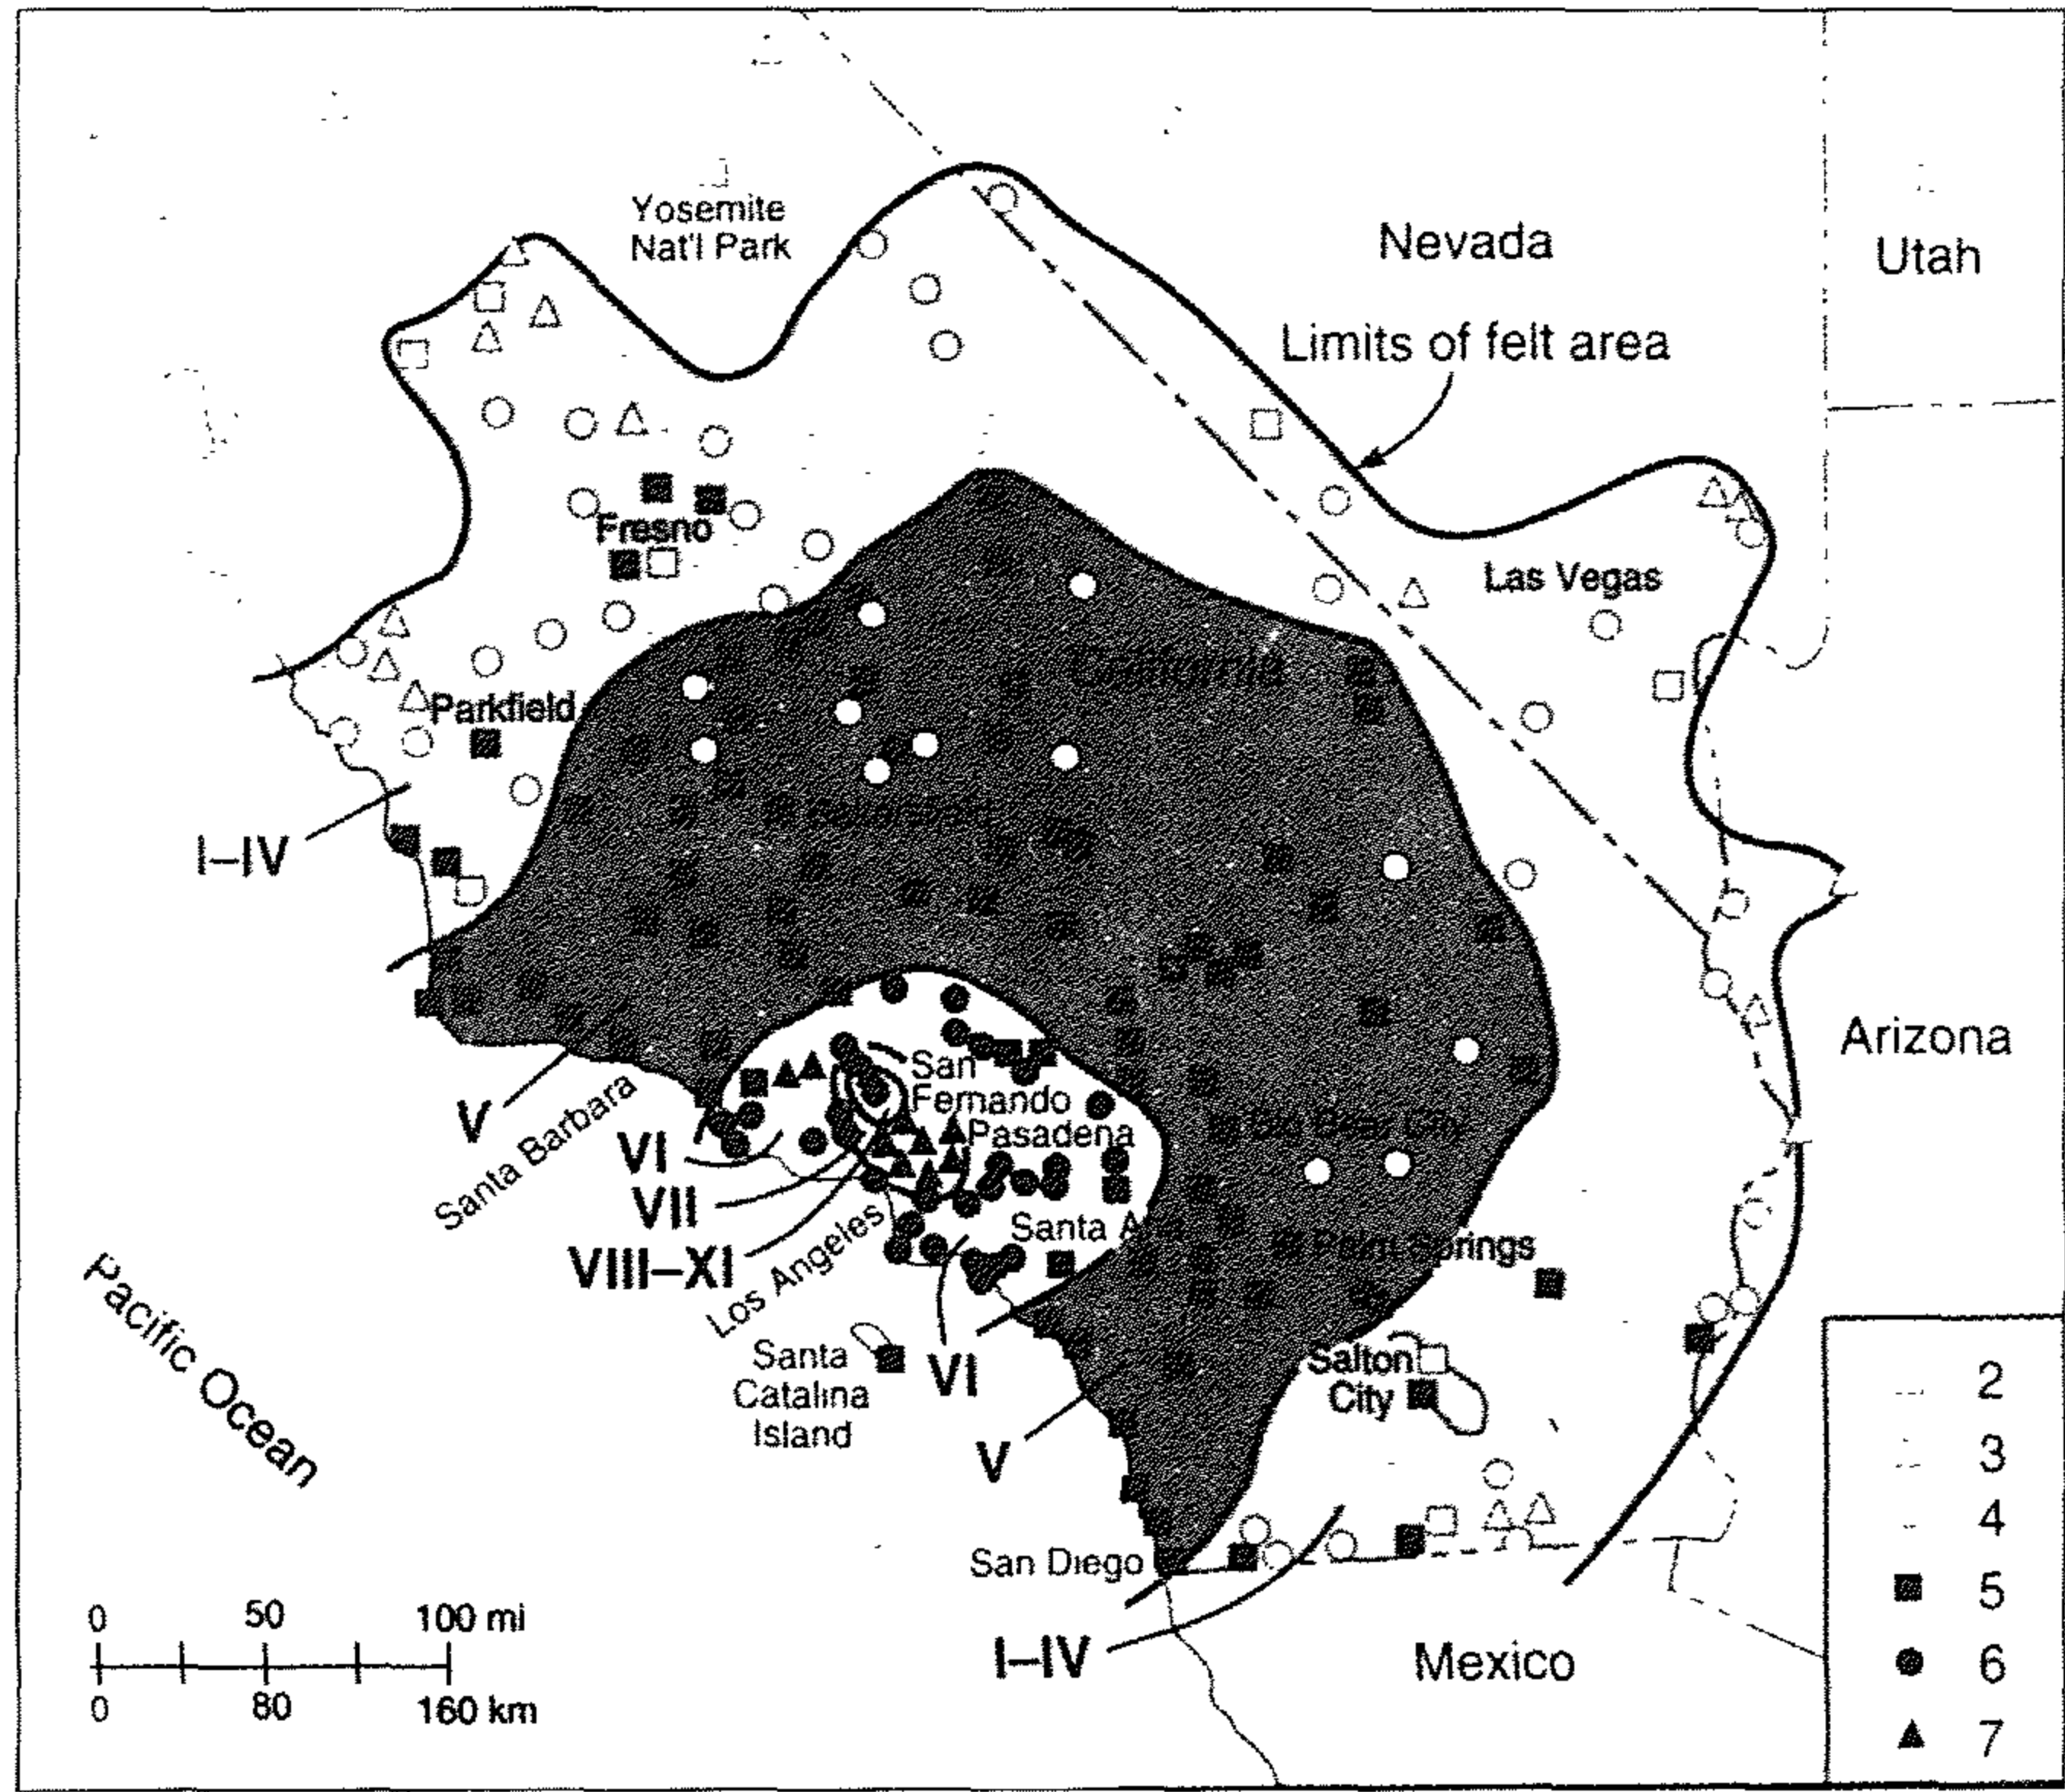 Yosemite
Nat'l Park
Nevada
Utah
Limits of felt area
Fresno
Las Vegas
Parkfield
I–IV
San
Fernando
Pasadena
Arizona
V
Santa Barbara
VI
VII
VIII–XI
Los Angeles
Santa A
Springs
Pacific Ocean
Santa
Catalina
Island
VI
Salton
City
V
San Diego
I–IV
Mexico
0 50 100 mi
0 80 160 km
2
3
4
5
6
7